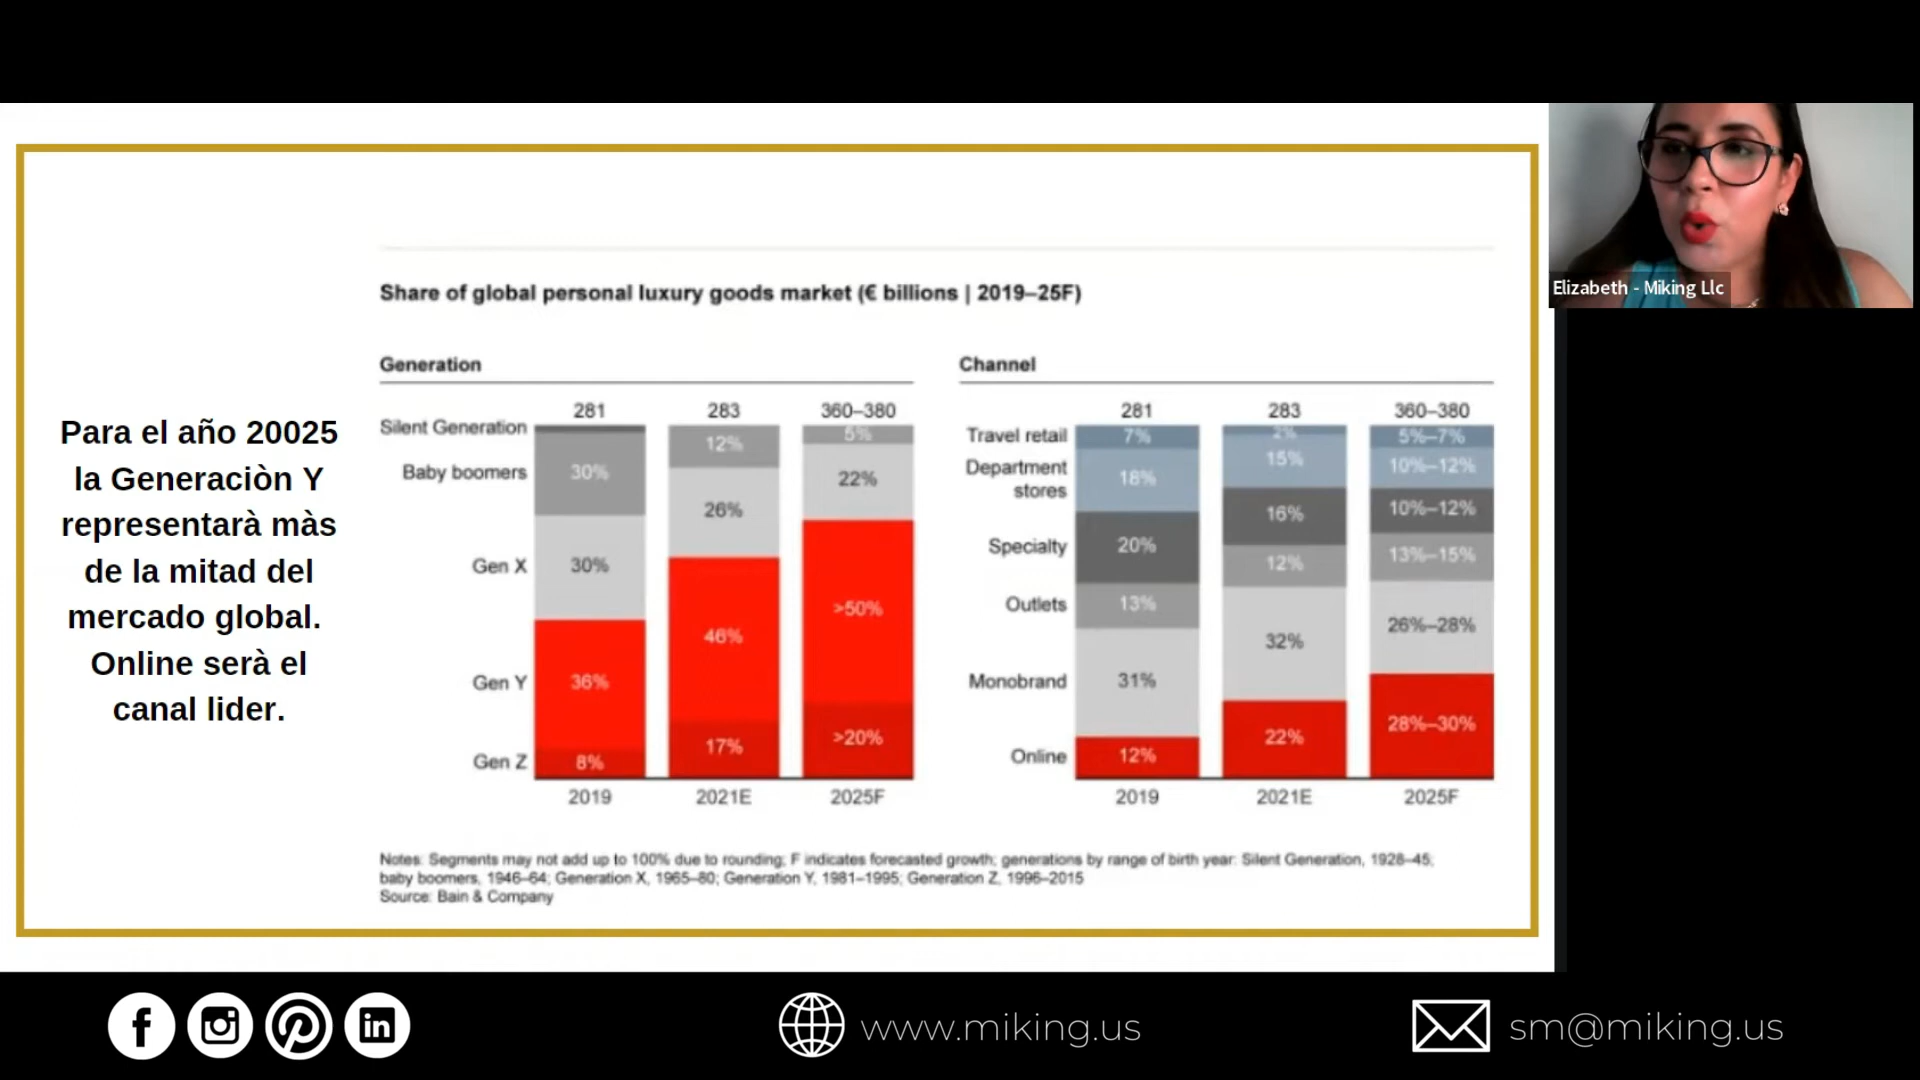 Elizabeth - Miking Llc
Para el año 20025
la Generaciòn Y
representarà màs
de la mitad del
mercado global.
Online serà el
canal lider.
Share of global personal luxury goods market (€ billions | 2019–25F)
Generation
281 283 360–380
Silent Generation 12% 5%
Baby boomers 30% 26% 22%
Gen X 30% 46% >50%
Gen Y 36%
Gen Z 8% 17% >20%
2019 2021E 2025F
Channel
281 283 360–380
Travel retail 7% 2% 5%–7%
Department
stores 18% 15% 10%–12%
Specialty 20% 16% 10%–12%
Outlets 13% 12% 13%–15%
Monobrand 31% 32% 26%–28%
Online 12% 22% 28%–30%
2019 2021E 2025F
Notes: Segments may not add up to 100% due to rounding; F indicates forecasted growth; generations by range of birth year: Silent Generation, 1928–45;
baby boomers, 1946–64; Generation X, 1965–80; Generation Y, 1981–1995; Generation Z, 1996–2015
Source: Bain & Company
www.miking.us
sm@miking.us